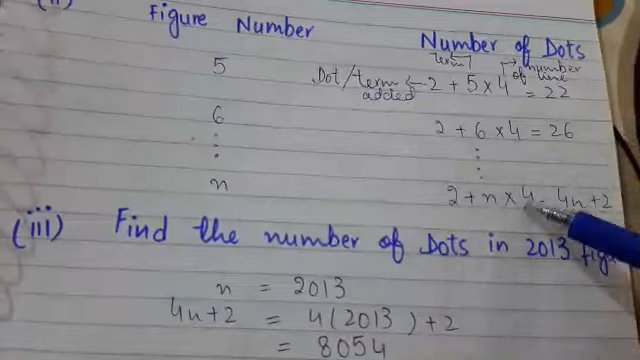 (ii)
Figure Number Number of Dots
term number
5 Dot/term ← 2 + 5 × 4 = 22
added of line
6 2 + 6 × 4 = 26
⋮ ⋮
n 2 + n × 4 = 4n + 2
(iii) Find the number of Dots in 2013 fig
n = 2013
4n+2 = 4(2013) + 2
= 8054